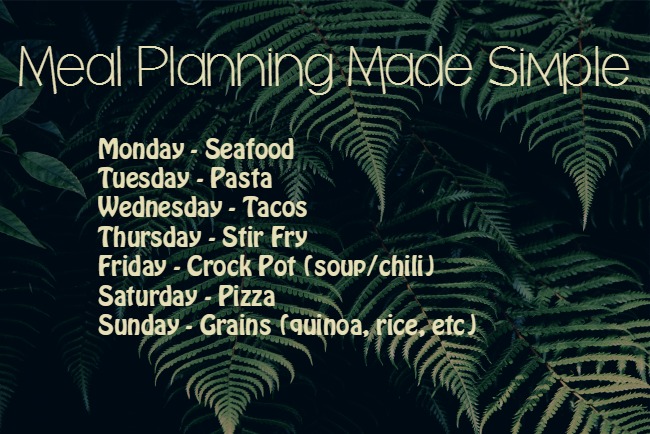 Meal Planning Made Simple
Monday - Seafood
Tuesday - Pasta
Wednesday - Tacos
Thursday - Stir Fry
Friday - Crock Pot (soup/chili)
Saturday - Pizza
Sunday - Grains (quinoa, rice, etc)